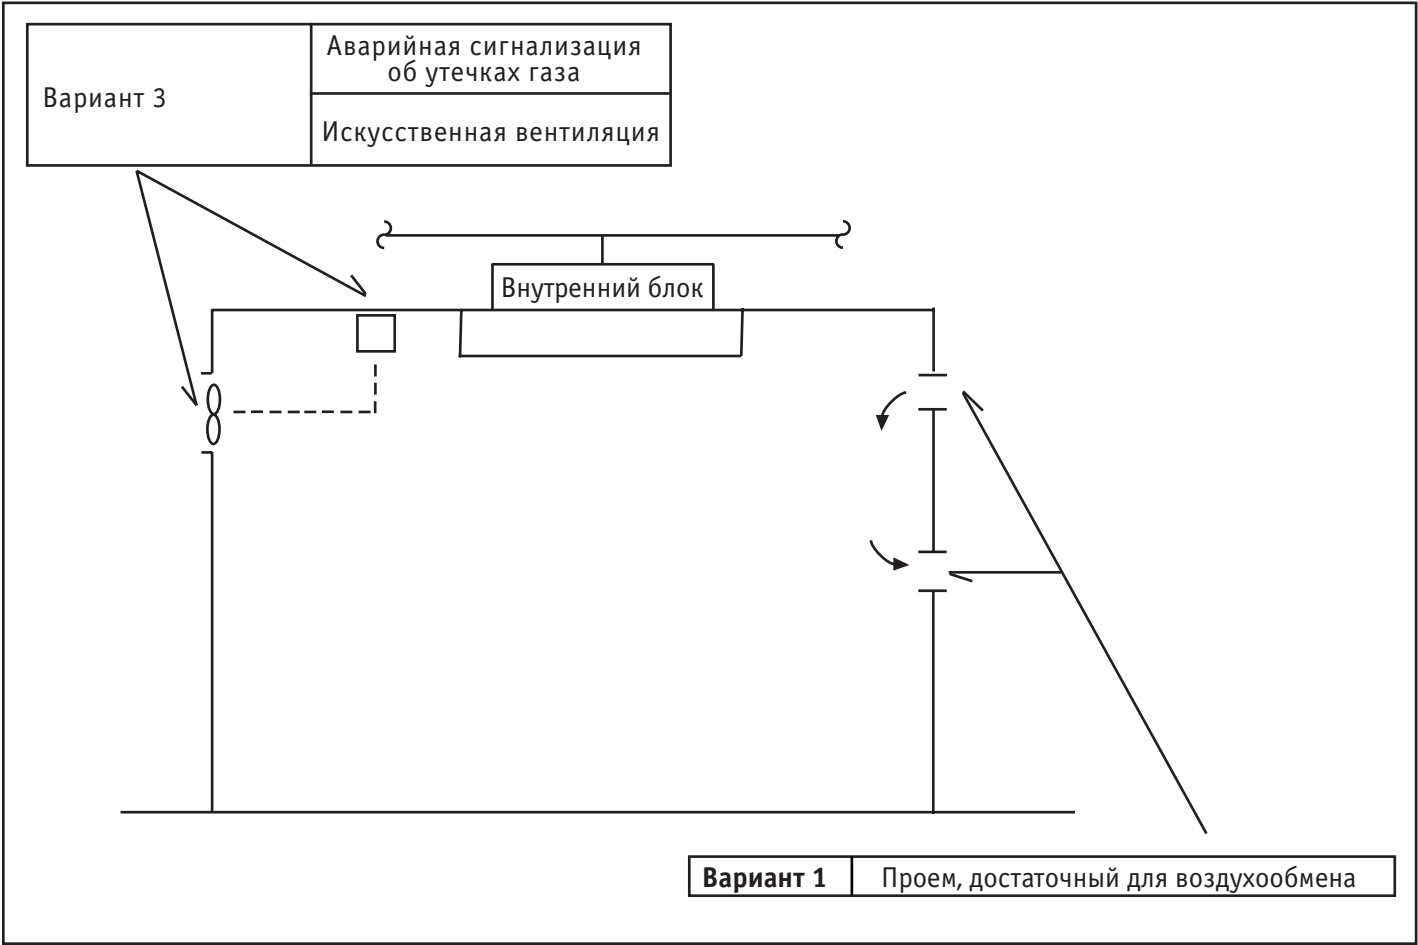 Вариант 3
Аварийная сигнализация
об утечках газа
Искусственная вентиляция
Внутренний блок
Вариант 1
Проем, достаточный для воздухообмена